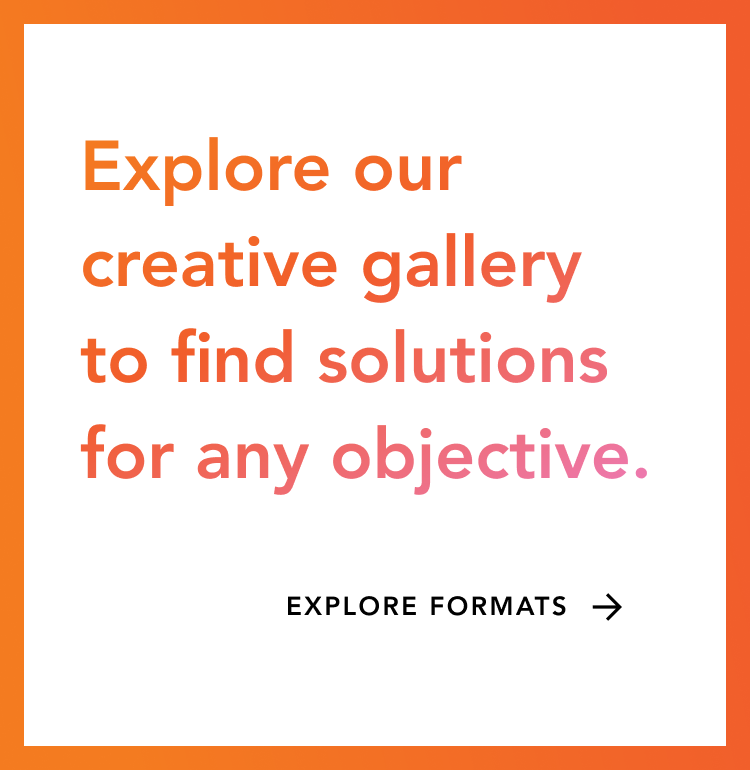 Explore our
creative gallery
to find solutions
for any objective.
EXPLORE FORMATS →